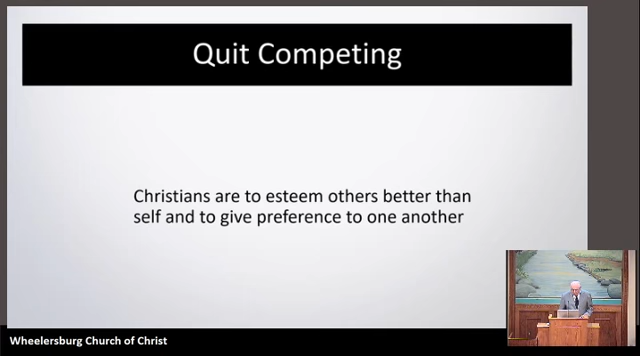 Quit Competing
Christians are to esteem others better than
self and to give preference to one another
Wheelersburg Church of Christ